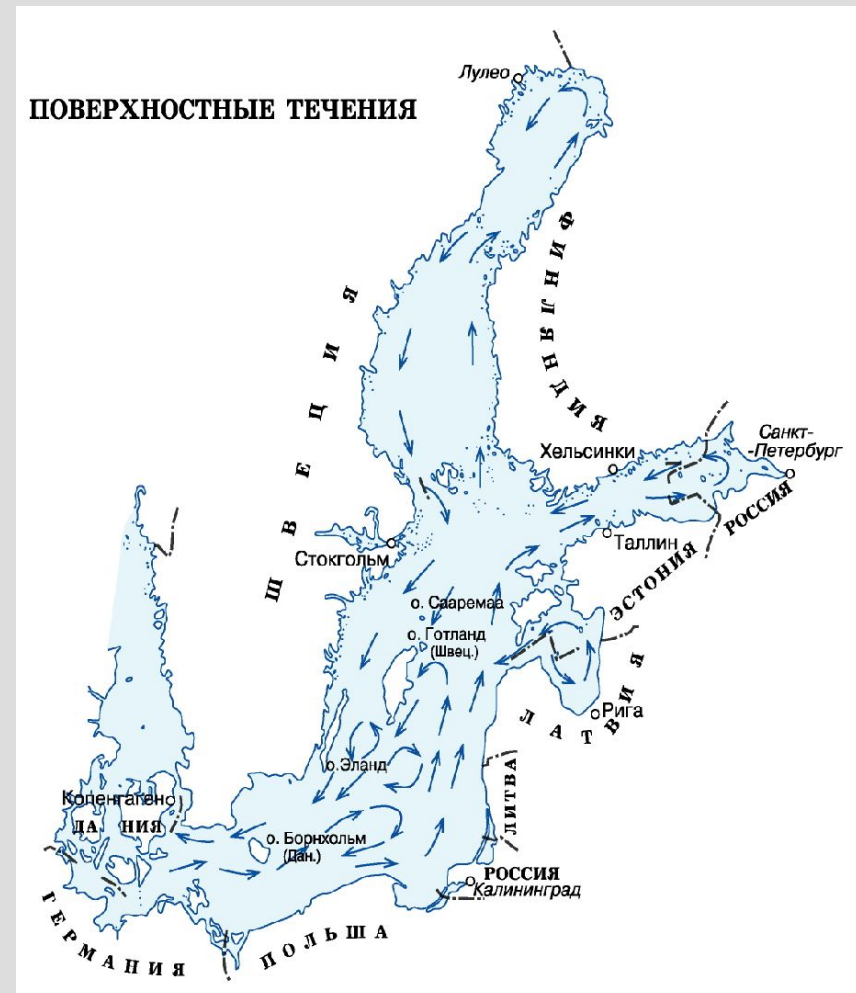 Лулео
ПОВЕРХНОСТНЫЕ ТЕЧЕНИЯ
ФИНЛЯНДИЯ
ШВЕЦИЯ
Санкт-
-Петербург
Хельсинки
РОССИЯ
Таллин
Стокгольм
ЭСТОНИЯ
о. Сааремаа
о. Готланд
(Швец.)
Рига
ЛАТВИЯ
о.Эланд
ЛИТВА
Копенгаген
ДАНИЯ
о. Борнхольм
(Дан.)
РОССИЯ
Калининград
ГЕРМАНИЯ
ПОЛЬША